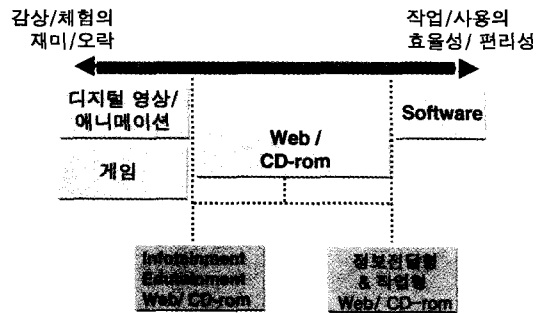 감상/체험의
재미/오락
작업/사용의
효율성/ 편리성
디지털 영상/
애니메이션
게임
Web /
CD-rom
Software
Infotainment
Edutainment
Web/ CD-rom
정보전달형
& 작업형
Web/ CD-rom